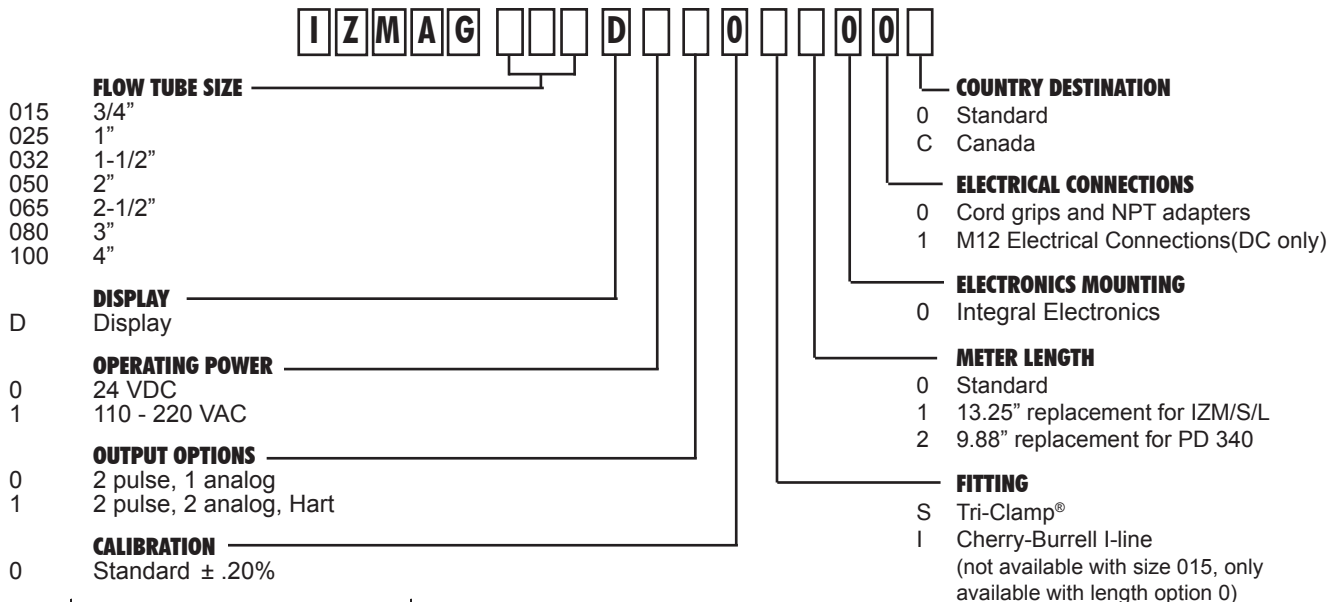 I Z M A G D 0 0 0
FLOW TUBE SIZE
015 3/4”
025 1”
032 1-1/2”
050 2”
065 2-1/2”
080 3”
100 4”
DISPLAY
D Display
OPERATING POWER
0 24 VDC
1 110 - 220 VAC
OUTPUT OPTIONS
0 2 pulse, 1 analog
1 2 pulse, 2 analog, Hart
CALIBRATION
0 Standard ± .20%
COUNTRY DESTINATION
0 Standard
C Canada
ELECTRICAL CONNECTIONS
0 Cord grips and NPT adapters
1 M12 Electrical Connections(DC only)
ELECTRONICS MOUNTING
0 Integral Electronics
METER LENGTH
0 Standard
1 13.25” replacement for IZM/S/L
2 9.88” replacement for PD 340
FITTING
S Tri-Clamp®
I Cherry-Burrell I-line
(not available with size 015, only
available with length option 0)